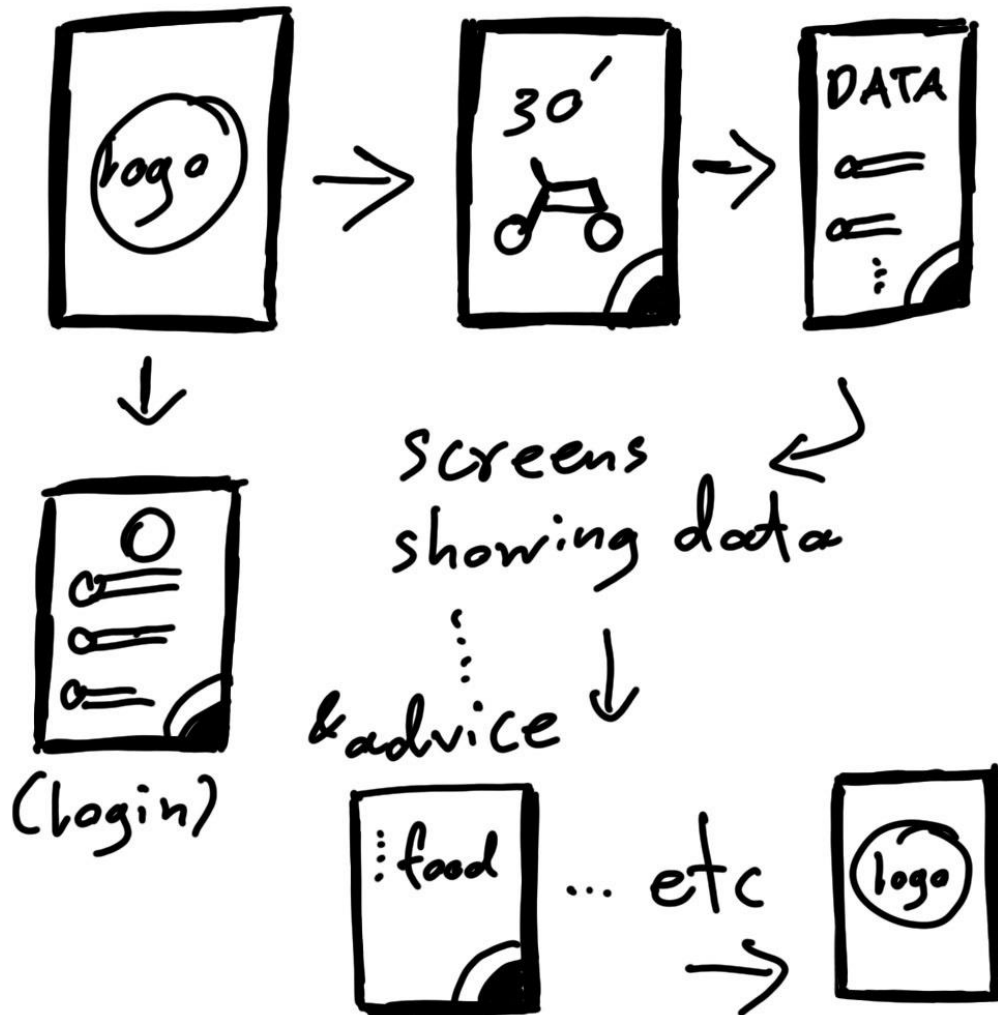 logo
30'
DATA
screens
showing data
& advice
(login)
food
... etc
logo